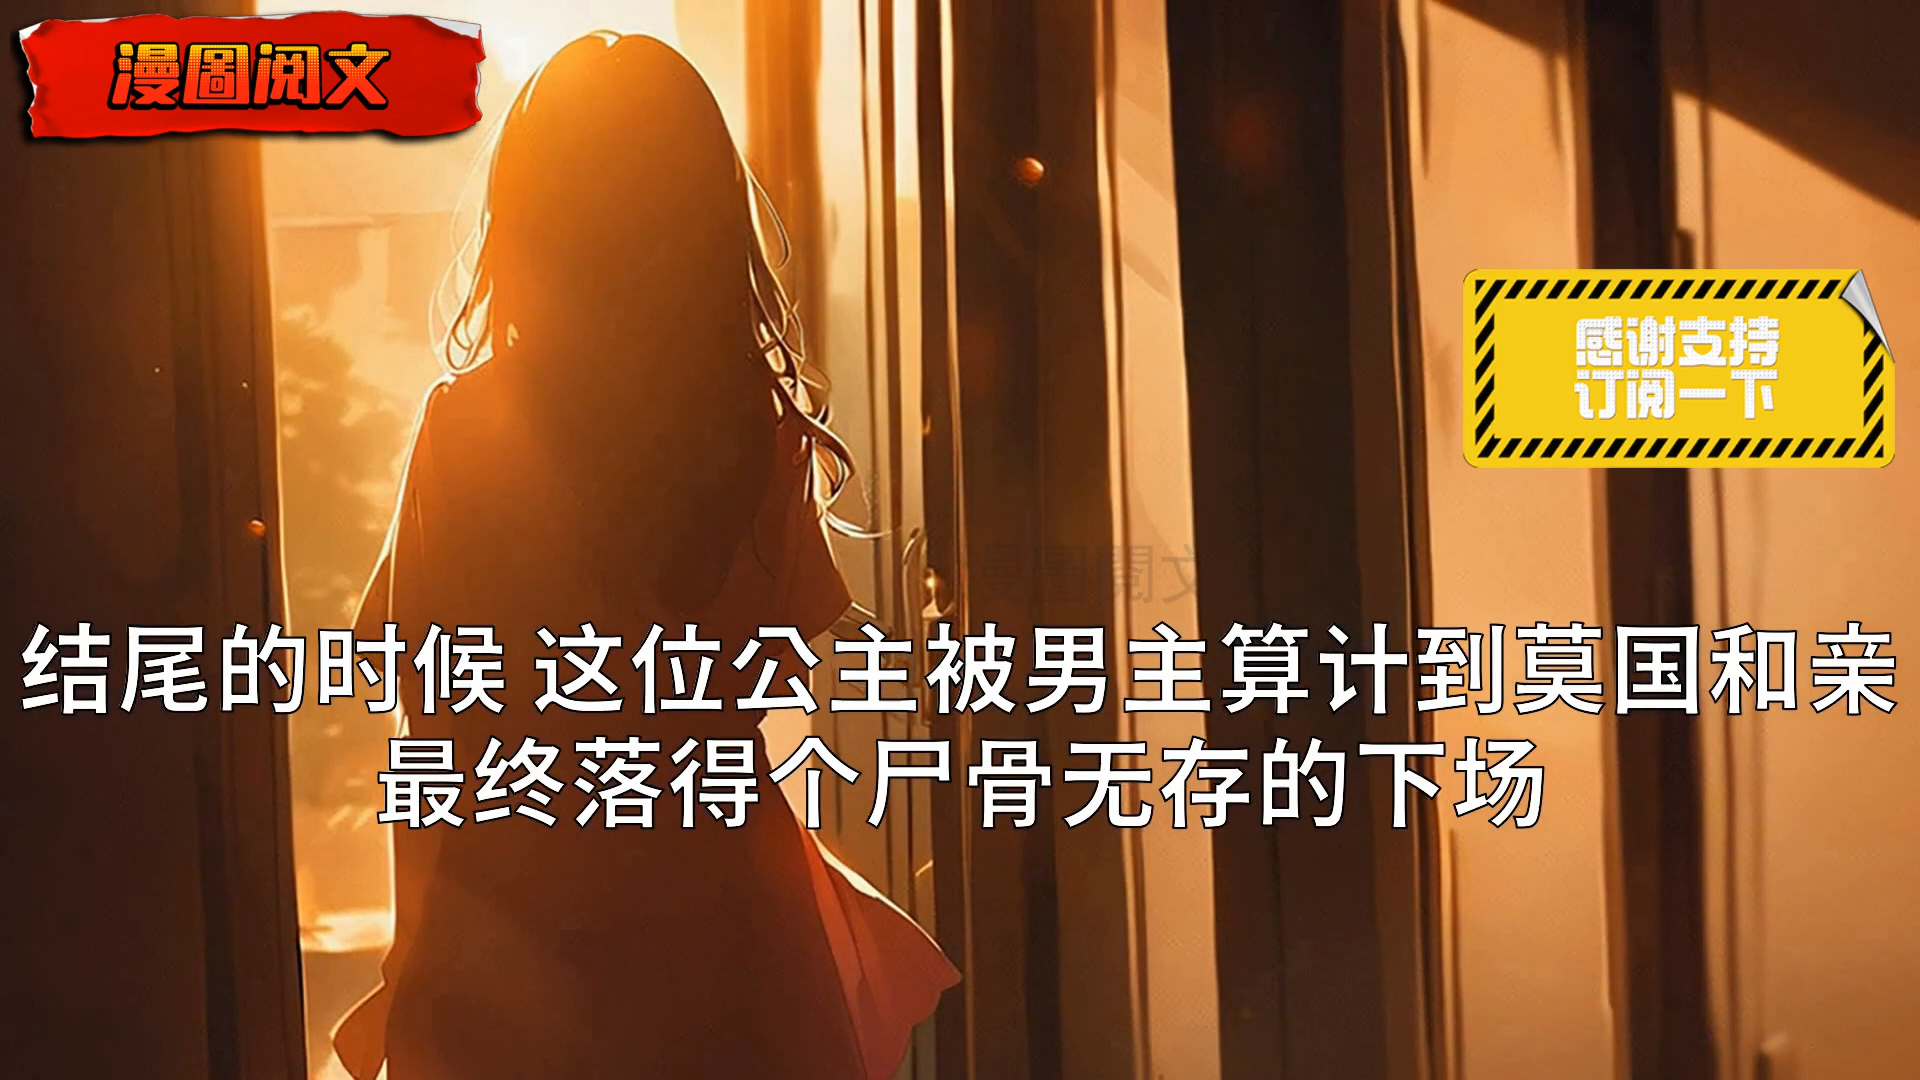 漫圖阅文
感谢支持
订阅一下
閱文
结尾的时候 这位公主被男主算计到莫国和亲
最终落得个尸骨无存的下场